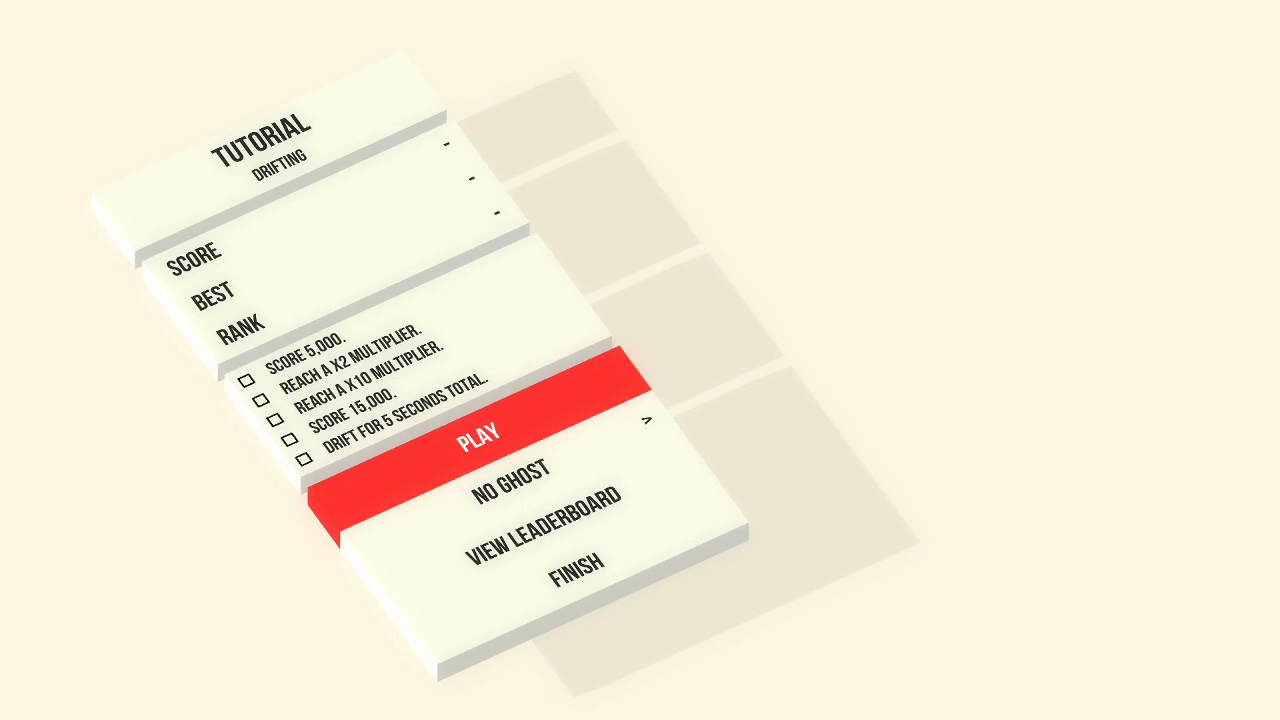 TUTORIAL
DRIFTING
SCORE -
BEST -
RANK -
SCORE 5,000.
REACH A X2 MULTIPLIER.
REACH A X10 MULTIPLIER.
SCORE 15,000.
DRIFT FOR 5 SECONDS TOTAL.
PLAY
NO GHOST >
VIEW LEADERBOARD
FINISH